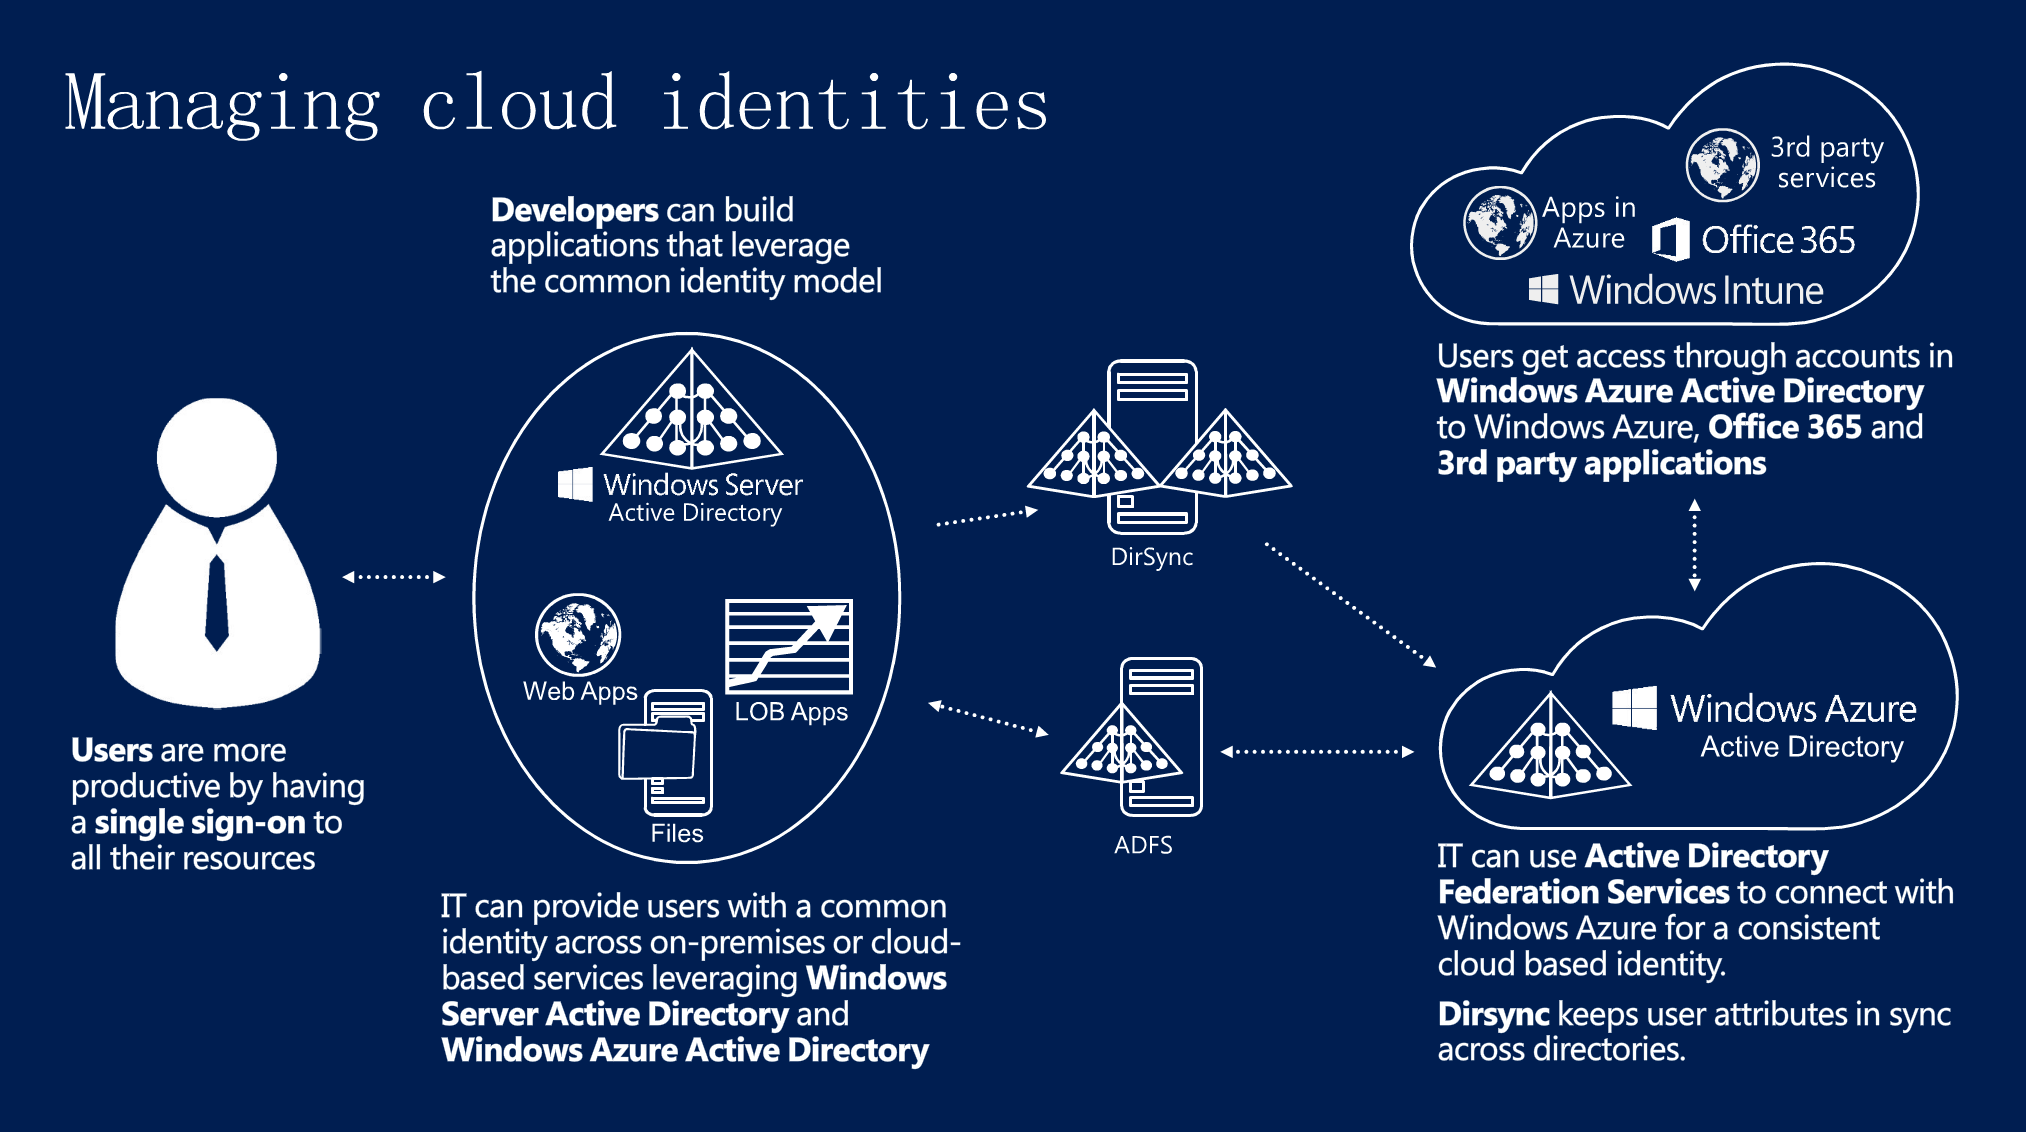 Managing cloud identities
Developers can build
applications that leverage
the common identity model
Windows Server
Active Directory
Web Apps
LOB Apps
Files
Users are more
productive by having
a single sign-on to
all their resources
IT can provide users with a common
identity across on-premises or cloud-
based services leveraging Windows
Server Active Directory and
Windows Azure Active Directory
DirSync
ADFS
3rd party
services
Apps in
Azure
Office 365
Windows Intune
Users get access through accounts in
Windows Azure Active Directory
to Windows Azure, Office 365 and
3rd party applications
Windows Azure
Active Directory
IT can use Active Directory
Federation Services to connect with
Windows Azure for a consistent
cloud based identity.
Dirsync keeps user attributes in sync
across directories.